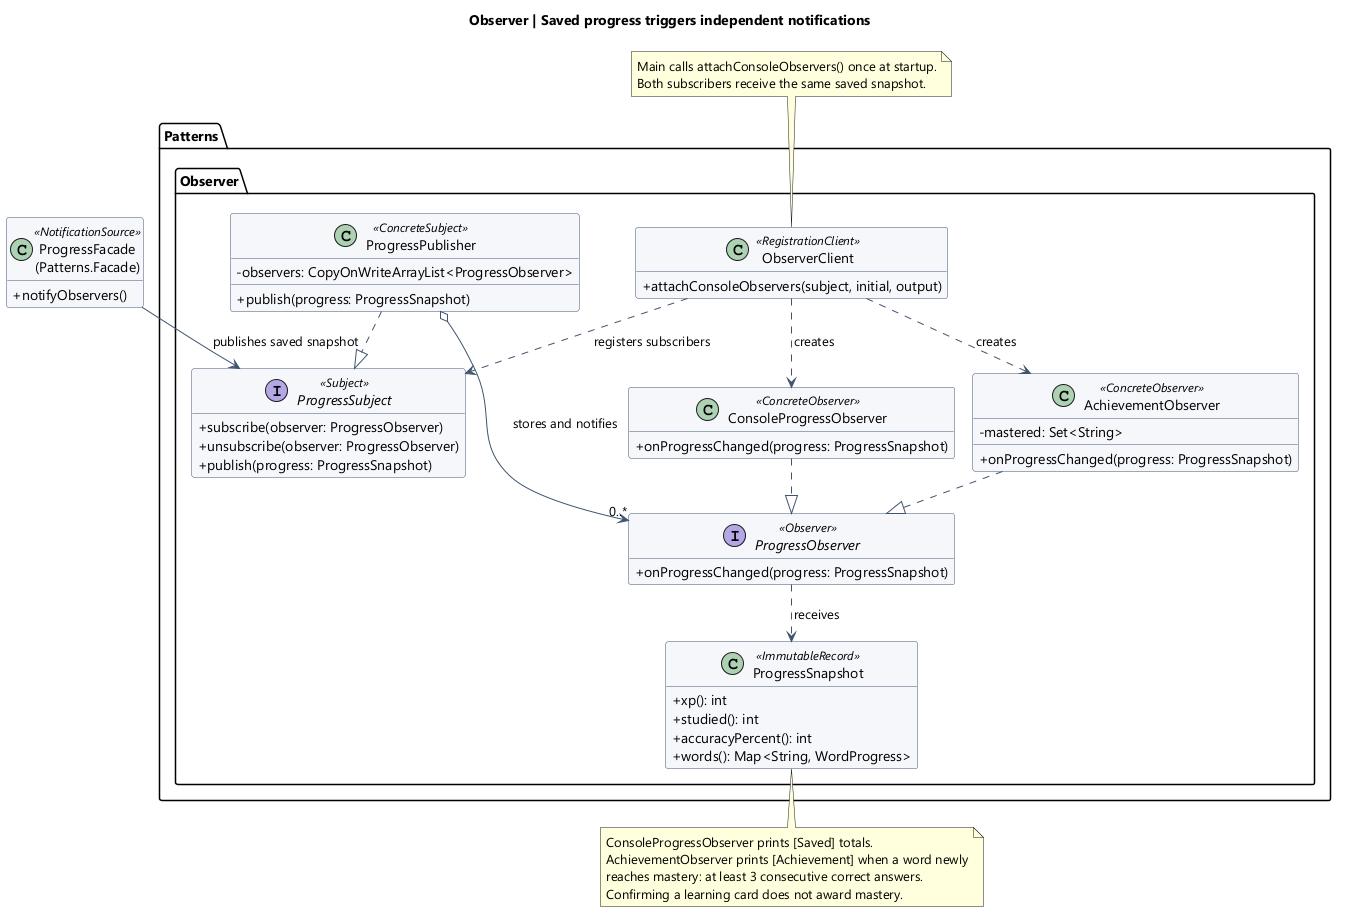 Observer | Saved progress triggers independent notifications
Main calls attachConsoleObservers() once at startup.
Both subscribers receive the same saved snapshot.
Patterns
Observer
«NotificationSource»
C
ProgressFacade
(Patterns.Facade)
+notifyObservers()
C
«ConcreteSubject»
ProgressPublisher
-observers: CopyOnWriteArrayList<ProgressObserver>
+publish(progress: ProgressSnapshot)
C
«RegistrationClient»
ObserverClient
+attachConsoleObservers(subject, initial, output)
publishes saved snapshot
registers subscribers
creates
creates
I
«Subject»
ProgressSubject
+subscribe(observer: ProgressObserver)
+unsubscribe(observer: ProgressObserver)
+publish(progress: ProgressSnapshot)
stores and notifies
0..*
C
«ConcreteObserver»
ConsoleProgressObserver
+onProgressChanged(progress: ProgressSnapshot)
C
«ConcreteObserver»
AchievementObserver
-mastered: Set<String>
+onProgressChanged(progress: ProgressSnapshot)
I
«Observer»
ProgressObserver
+onProgressChanged(progress: ProgressSnapshot)
receives
C
«ImmutableRecord»
ProgressSnapshot
+xp(): int
+studied(): int
+accuracyPercent(): int
+words(): Map<String, WordProgress>
ConsoleProgressObserver prints [Saved] totals.
AchievementObserver prints [Achievement] when a word newly
reaches mastery: at least 3 consecutive correct answers.
Confirming a learning card does not award mastery.